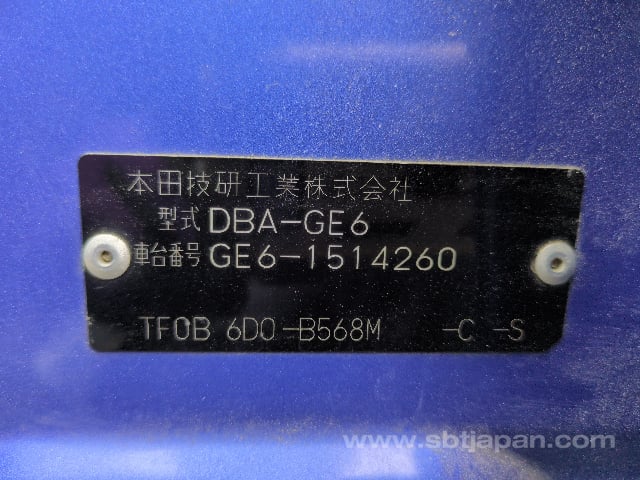 本田技研工業株式会社
型式 DBA-GE6
車台番号 GE6-1514260
TF0B 6D0-B568M -C -S
www.sbtjapan.com